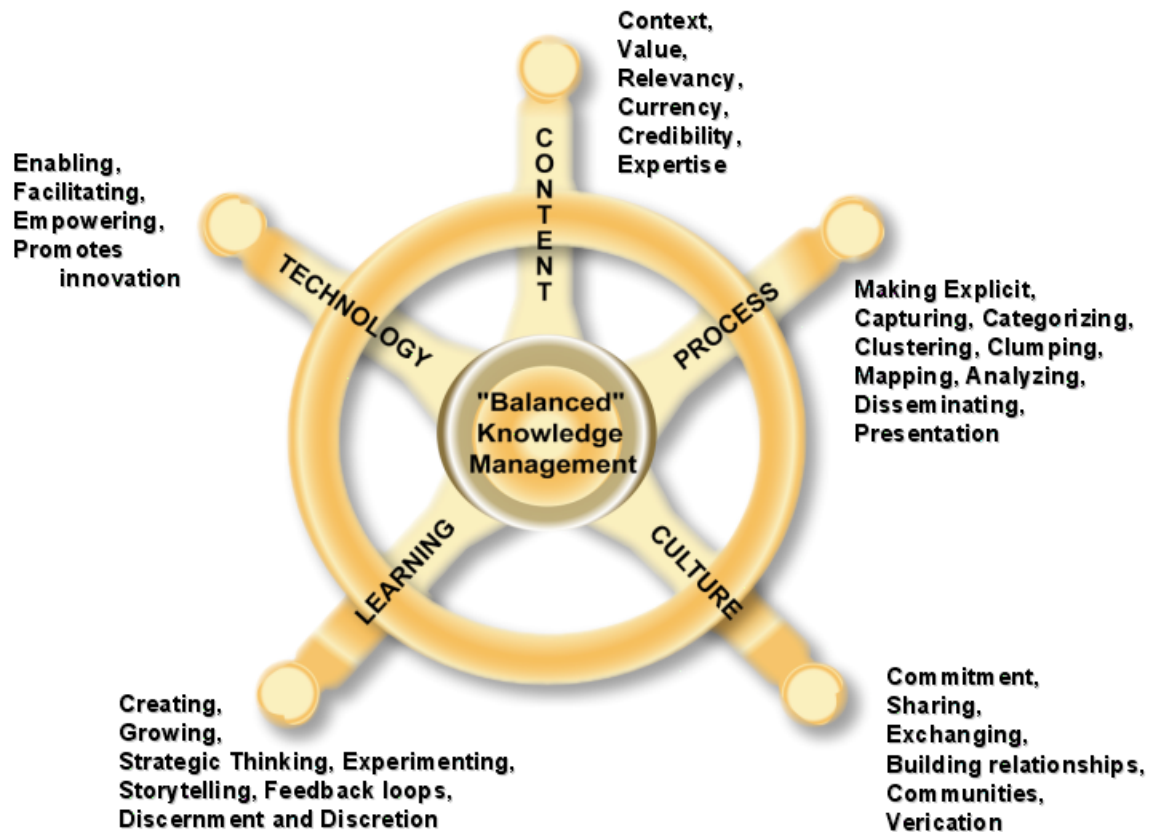 Context,
Value,
Relevancy,
Currency,
Credibility,
Expertise
CONTENT
Enabling,
Facilitating,
Empowering,
Promotes
innovation
TECHNOLOGY
PROCESS
Making Explicit,
Capturing, Categorizing,
Clustering, Clumping,
Mapping, Analyzing,
Disseminating,
Presentation
"Balanced"
Knowledge
Management
LEARNING
CULTURE
Creating,
Growing,
Strategic Thinking, Experimenting,
Storytelling, Feedback loops,
Discernment and Discretion
Commitment,
Sharing,
Exchanging,
Building relationships,
Communities,
Verication